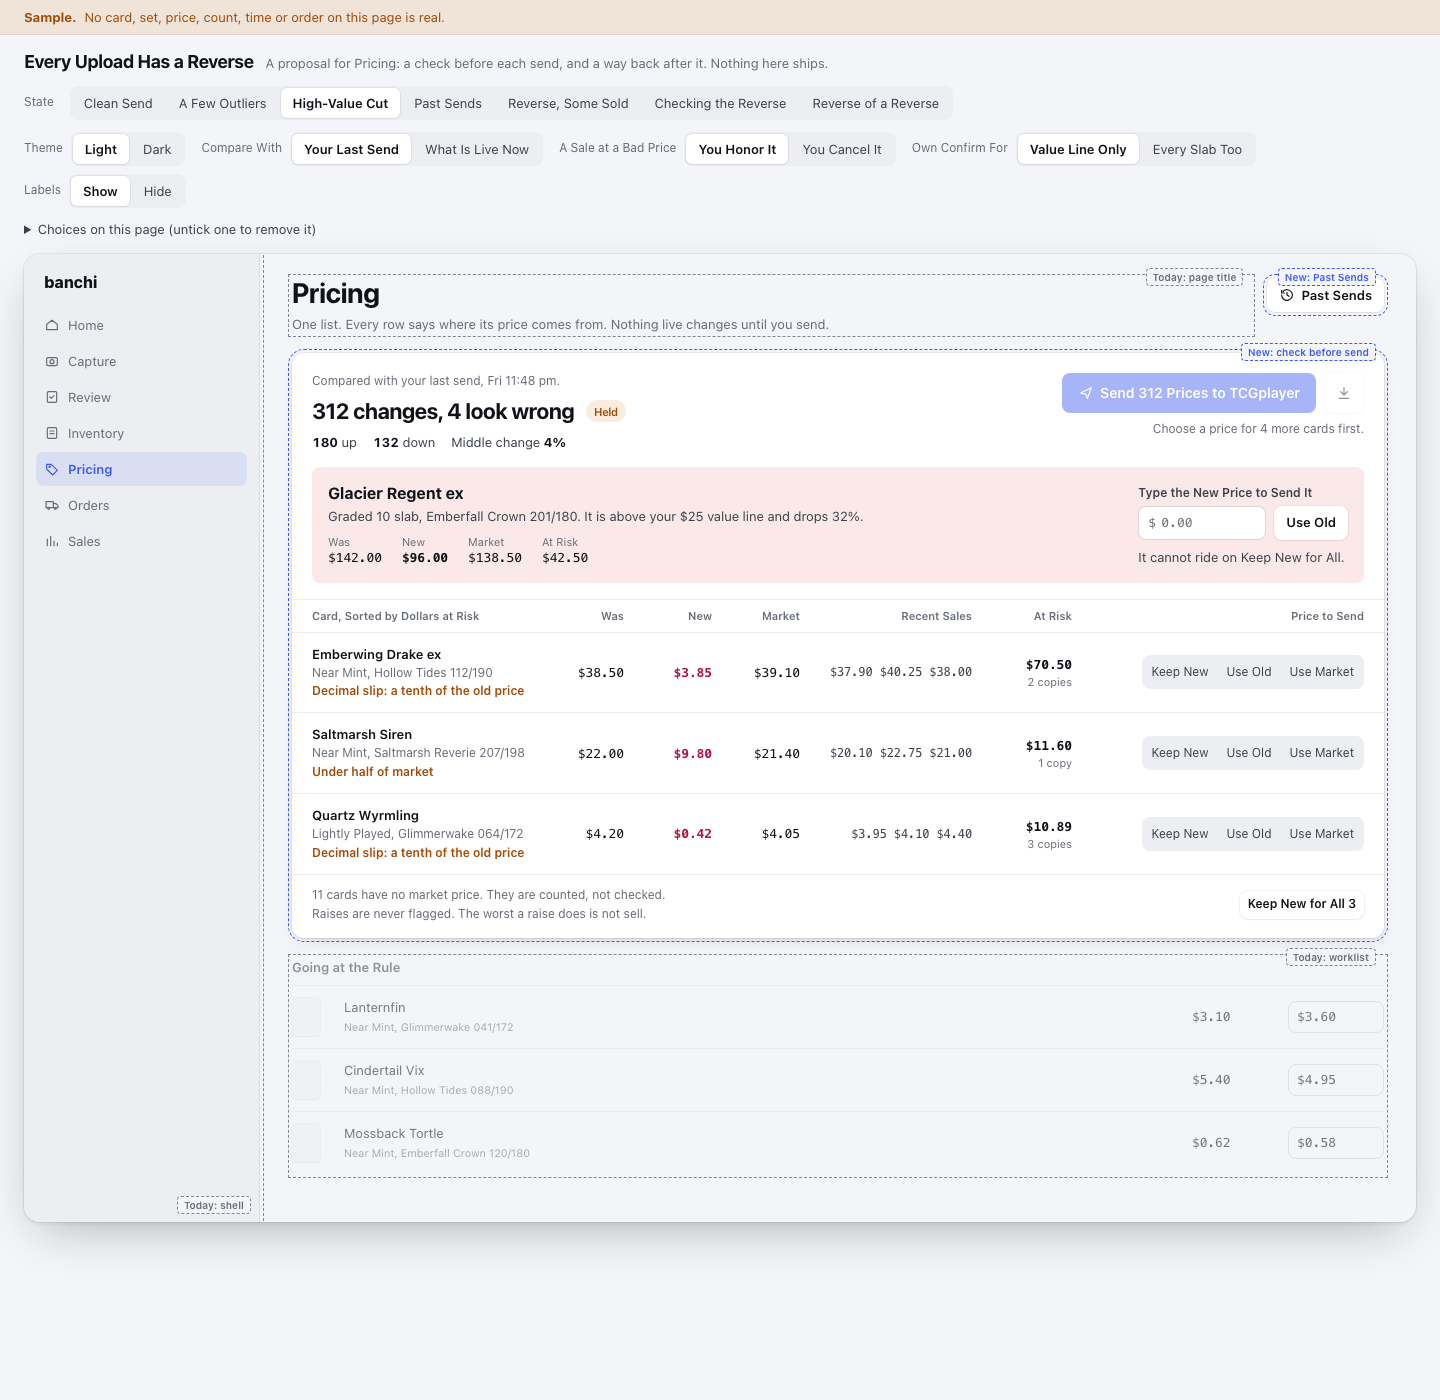 Sample. No card, set, price, count, time or order on this page is real.
Every Upload Has a Reverse A proposal for Pricing: a check before each send, and a way back after it. Nothing here ships.
State Clean Send A Few Outliers High-Value Cut Past Sends Reverse, Some Sold Checking the Reverse Reverse of a Reverse
Theme Light Dark Compare With Your Last Send What Is Live Now A Sale at a Bad Price You Honor It You Cancel It Own Confirm For Value Line Only Every Slab Too
Labels Show Hide
Choices on this page (untick one to remove it)
banchi
Home
Capture
Review
Inventory
Pricing
Orders
Sales
Today: shell
Today: page title
New: Past Sends
Pricing
Past Sends
One list. Every row says where its price comes from. Nothing live changes until you send.
New: check before send
Compared with your last send, Fri 11:48 pm.
312 changes, 4 look wrong Held
180 up 132 down Middle change 4%
Send 312 Prices to TCGplayer
Choose a price for 4 more cards first.
Glacier Regent ex
Graded 10 slab, Emberfall Crown 201/180. It is above your $25 value line and drops 32%.
Was New Market At Risk
$142.00 $96.00 $138.50 $42.50
Type the New Price to Send It
$ 0.00 Use Old
It cannot ride on Keep New for All.
Card, Sorted by Dollars at Risk Was New Market Recent Sales At Risk Price to Send
Emberwing Drake ex
Near Mint, Hollow Tides 112/190
Decimal slip: a tenth of the old price
$38.50 $3.85 $39.10 $37.90 $40.25 $38.00 $70.50
2 copies
Keep New Use Old Use Market
Saltmarsh Siren
Near Mint, Saltmarsh Reverie 207/198
Under half of market
$22.00 $9.80 $21.40 $20.10 $22.75 $21.00 $11.60
1 copy
Keep New Use Old Use Market
Quartz Wyrmling
Lightly Played, Glimmerwake 064/172
Decimal slip: a tenth of the old price
$4.20 $0.42 $4.05 $3.95 $4.10 $4.40 $10.89
3 copies
Keep New Use Old Use Market
11 cards have no market price. They are counted, not checked.
Raises are never flagged. The worst a raise does is not sell.
Keep New for All 3
Today: worklist
Going at the Rule
Lanternfin
Near Mint, Glimmerwake 041/172
$3.10 $3.60
Cindertail Vix
Near Mint, Hollow Tides 088/190
$5.40 $4.95
Mossback Tortle
Near Mint, Emberfall Crown 120/180
$0.62 $0.58